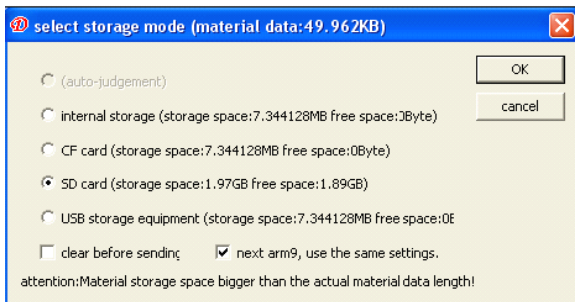 select storage mode (material data:49.962KB)
(auto-judgement)
OK
internal storage (storage space:7.344128MB free space:0Byte)
cancel
CF card (storage space:7.344128MB free space:0Byte)
SD card (storage space:1.97GB free space:1.89GB)
USB storage equipment (storage space:7.344128MB free space:0
clear before sending
next arm9, use the same settings.
attention:Material storage space bigger than the actual material data length!